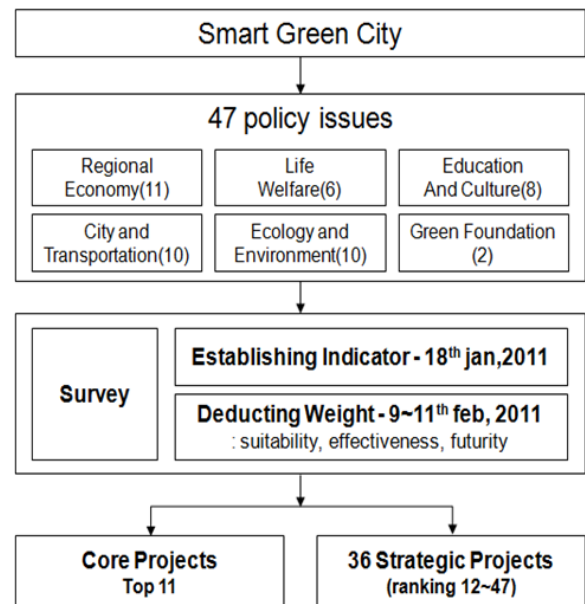 Smart Green City
47 policy issues
Regional
Economy(11)
Life
Welfare(6)
Education
And Culture(8)
City and
Transportation(10)
Ecology and
Environment(10)
Green Foundation
(2)
Survey
Establishing Indicator - 18th jan,2011
Deducting Weight - 9~11th feb, 2011
: suitability, effectiveness, futurity
Core Projects
Top 11
36 Strategic Projects
(ranking 12~47)